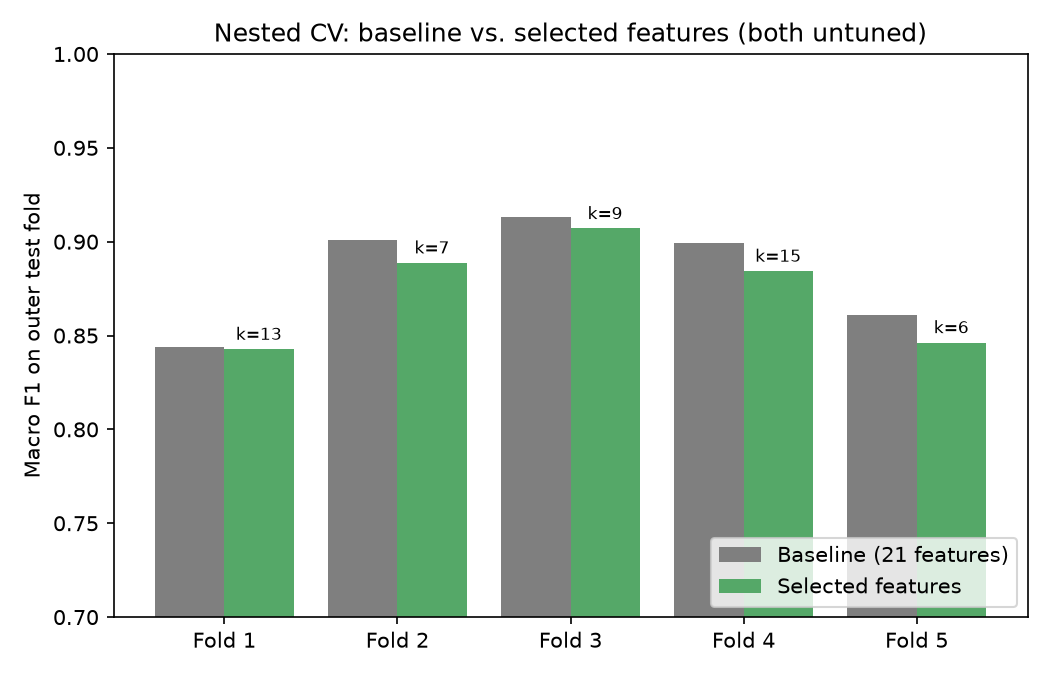 Nested CV: baseline vs. selected features (both untuned)
Macro F1 on outer test fold
1.00
0.95
0.90
0.85
0.80
0.75
0.70
k=13
k=7
k=9
k=15
k=6
Baseline (21 features)
Selected features
Fold 1
Fold 2
Fold 3
Fold 4
Fold 5